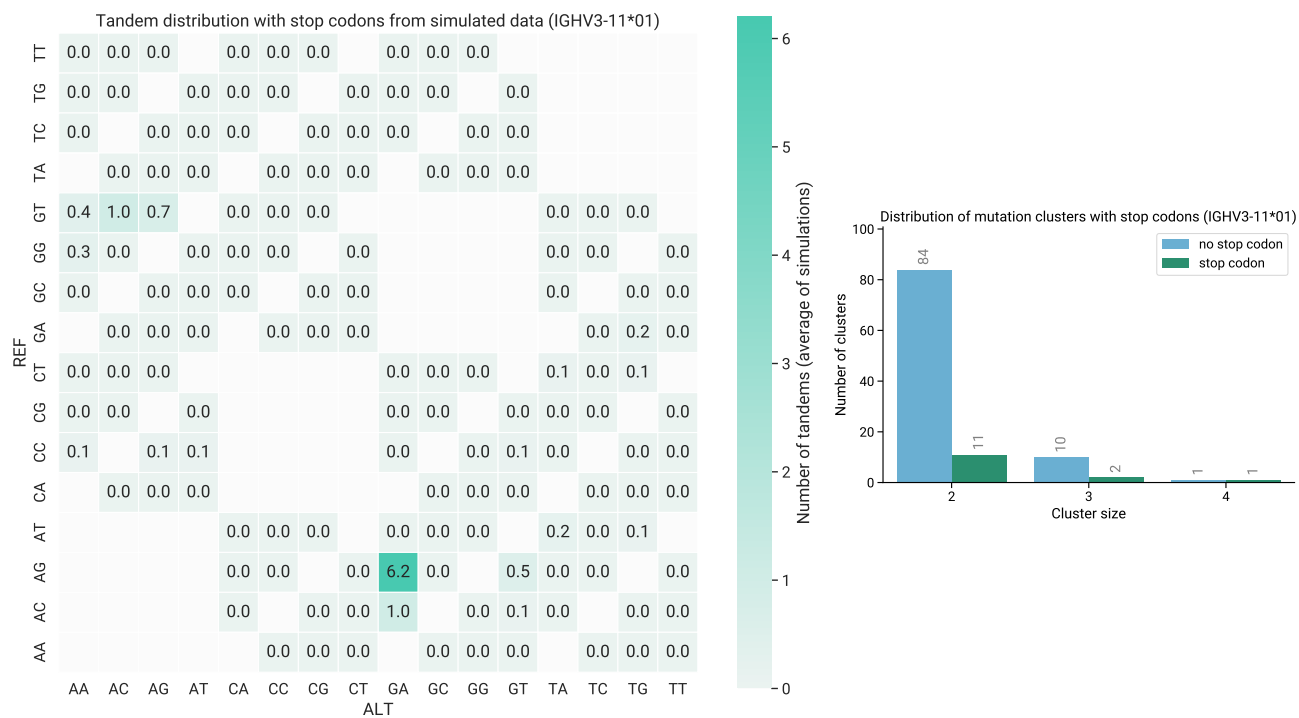 Tandem distribution with stop codons from simulated data (IGHV3-11*01)
TT 0.0 0.0 0.0 0.0 0.0 0.0 0.0 0.0 0.0
TG 0.0 0.0 0.0 0.0 0.0 0.0 0.0 0.0 0.0
TC 0.0 0.0 0.0 0.0 0.0 0.0 0.0 0.0 0.0
TA 0.0 0.0 0.0 0.0 0.0 0.0 0.0 0.0 0.0
GT 0.4 1.0 0.7 0.0 0.0 0.0 0.0 0.0 0.0
GG 0.3 0.0 0.0 0.0 0.0 0.0 0.0 0.0 0.0
GC 0.0 0.0 0.0 0.0 0.0 0.0 0.0 0.0 0.0
GA 0.0 0.0 0.0 0.0 0.0 0.0 0.0 0.2 0.0
CT 0.0 0.0 0.0 0.0 0.0 0.0 0.1 0.0 0.1
CG 0.0 0.0 0.0 0.0 0.0 0.0 0.0 0.0 0.0
CC 0.1 0.1 0.1 0.0 0.0 0.1 0.0 0.0 0.0
CA 0.0 0.0 0.0 0.0 0.0 0.0 0.0 0.0 0.0
AT 0.0 0.0 0.0 0.0 0.0 0.0 0.2 0.0 0.1
AG 0.0 0.0 0.0 6.2 0.0 0.5 0.0 0.0 0.0
AC 0.0 0.0 0.0 1.0 0.0 0.1 0.0 0.0 0.0
AA 0.0 0.0 0.0 0.0 0.0 0.0 0.0 0.0 0.0
REF
AA AC AG AT CA CC CG CT GA GC GG GT TA TC TG TT
ALT
6
5
4
3
2
1
0
Number of tandems (average of simulations)
Distribution of mutation clusters with stop codons (IGHV3-11*01)
no stop codon
stop codon
100
80
60
40
20
0
Number of clusters
84
11
10
2
1
1
2 3 4
Cluster size